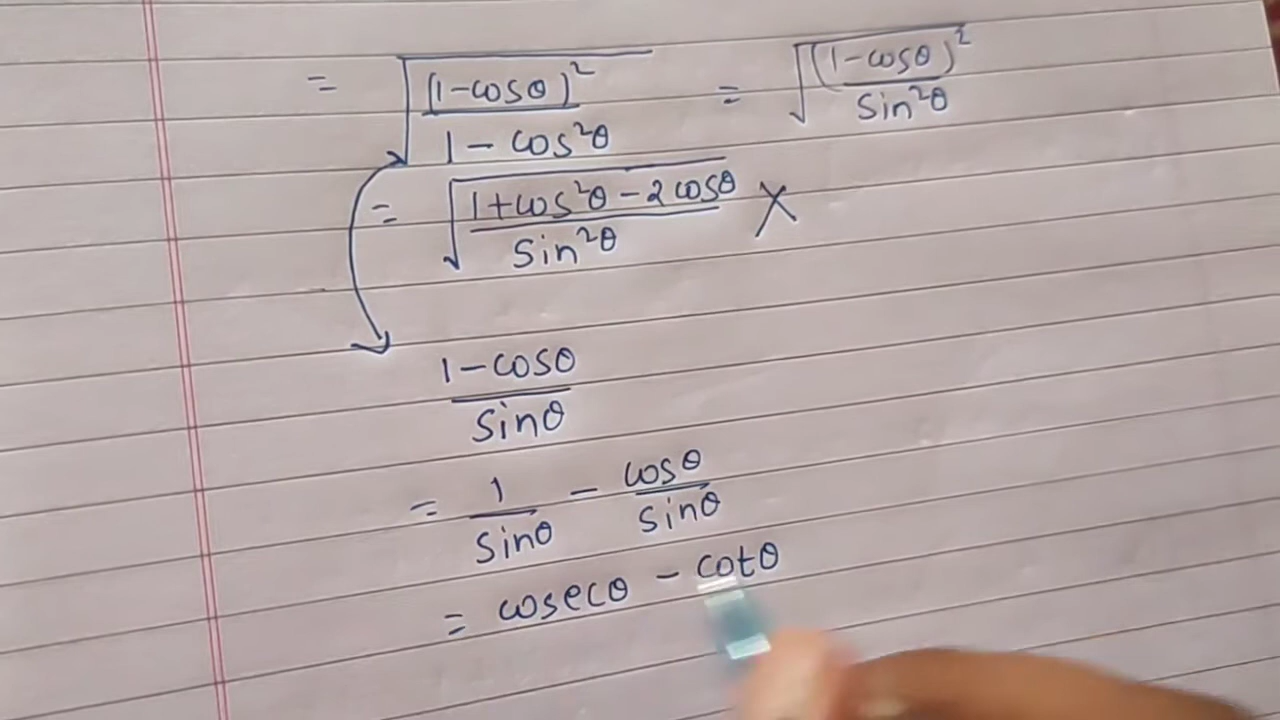 = √((1-cosθ)²/(1-cos²θ)) = √((1-cosθ)²/Sin²θ)
= √((1+cos²θ-2cosθ)/Sin²θ) X
(1-cosθ)/Sinθ
= 1/Sinθ - cosθ/Sinθ
= cosecθ - cotθ